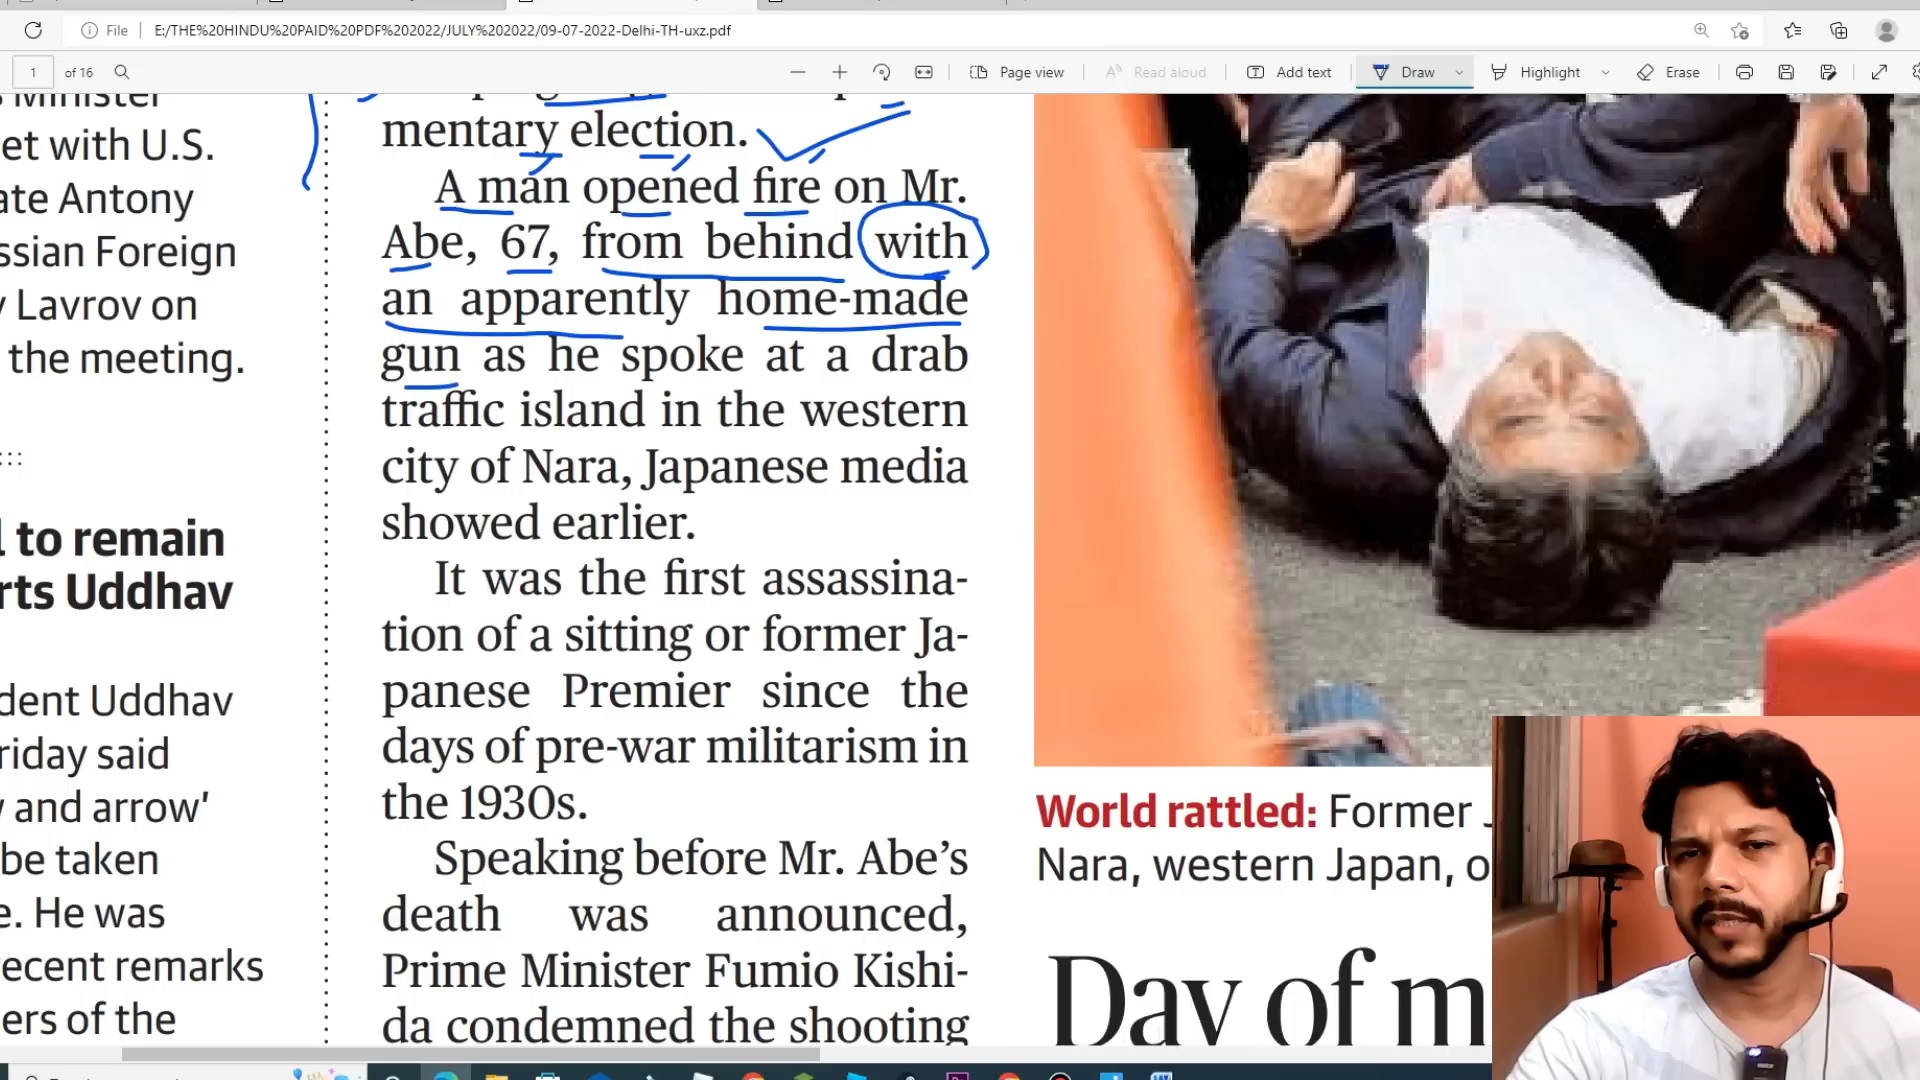 File
E:/THE%20HINDU%20PAID%20PDF%202022/JULY%202022/09-07-2022-Delhi-TH-uxz.pdf
1 of 16
Page view
Read aloud
Add text
Draw
Highlight
Erase
et with U.S.
ate Antony
ssian Foreign
Lavrov on
the meeting.
to remain
rts Uddhav
dent Uddhav
riday said
and arrow'
be taken
e. He was
recent remarks
ers of the
mentary election.
A man opened fire on Mr.
Abe, 67, from behind with
an apparently home-made
gun as he spoke at a drab
traffic island in the western
city of Nara, Japanese media
showed earlier.
It was the first assassina-
tion of a sitting or former Ja-
panese Premier since the
days of pre-war militarism in
the 1930s.
Speaking before Mr. Abe's
death was announced,
Prime Minister Fumio Kishi-
da condemned the shooting
World rattled: Former J
Nara, western Japan, o
Day of m